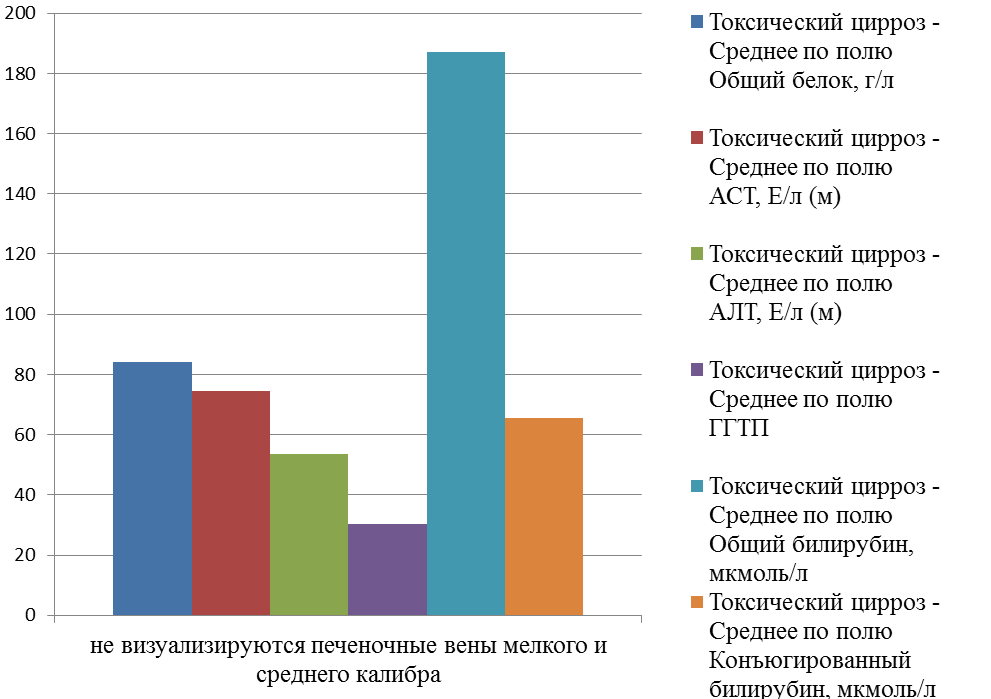 200
180
160
140
120
100
80
60
40
20
0
не визуализируются печеночные вены мелкого и
среднего калибра
Токсический цирроз -
Среднее по полю
Общий белок, г/л
Токсический цирроз -
Среднее по полю
АСТ, Е/л (м)
Токсический цирроз -
Среднее по полю
АЛТ, Е/л (м)
Токсический цирроз -
Среднее по полю
ГГТП
Токсический цирроз -
Среднее по полю
Общий билирубин,
мкмоль/л
Токсический цирроз -
Среднее по полю
Конъюгированный
билирубин, мкмоль/л